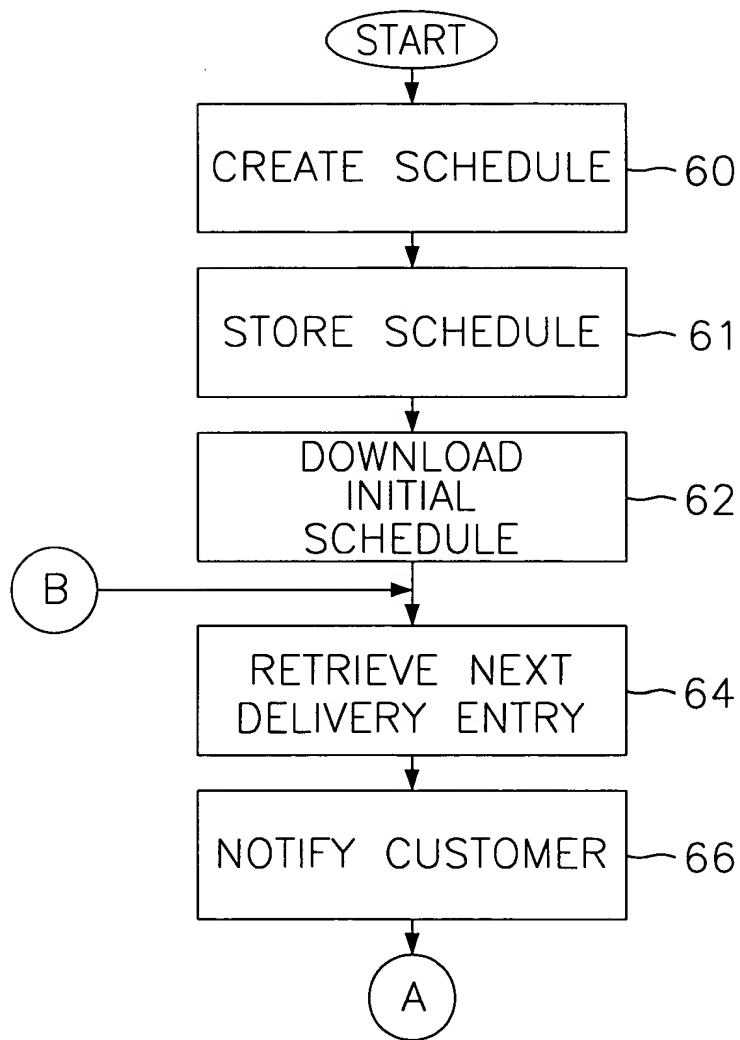 START
CREATE SCHEDULE
60
STORE SCHEDULE
61
DOWNLOAD
INITIAL
SCHEDULE
62
B
RETRIEVE NEXT
DELIVERY ENTRY
64
NOTIFY CUSTOMER
66
A